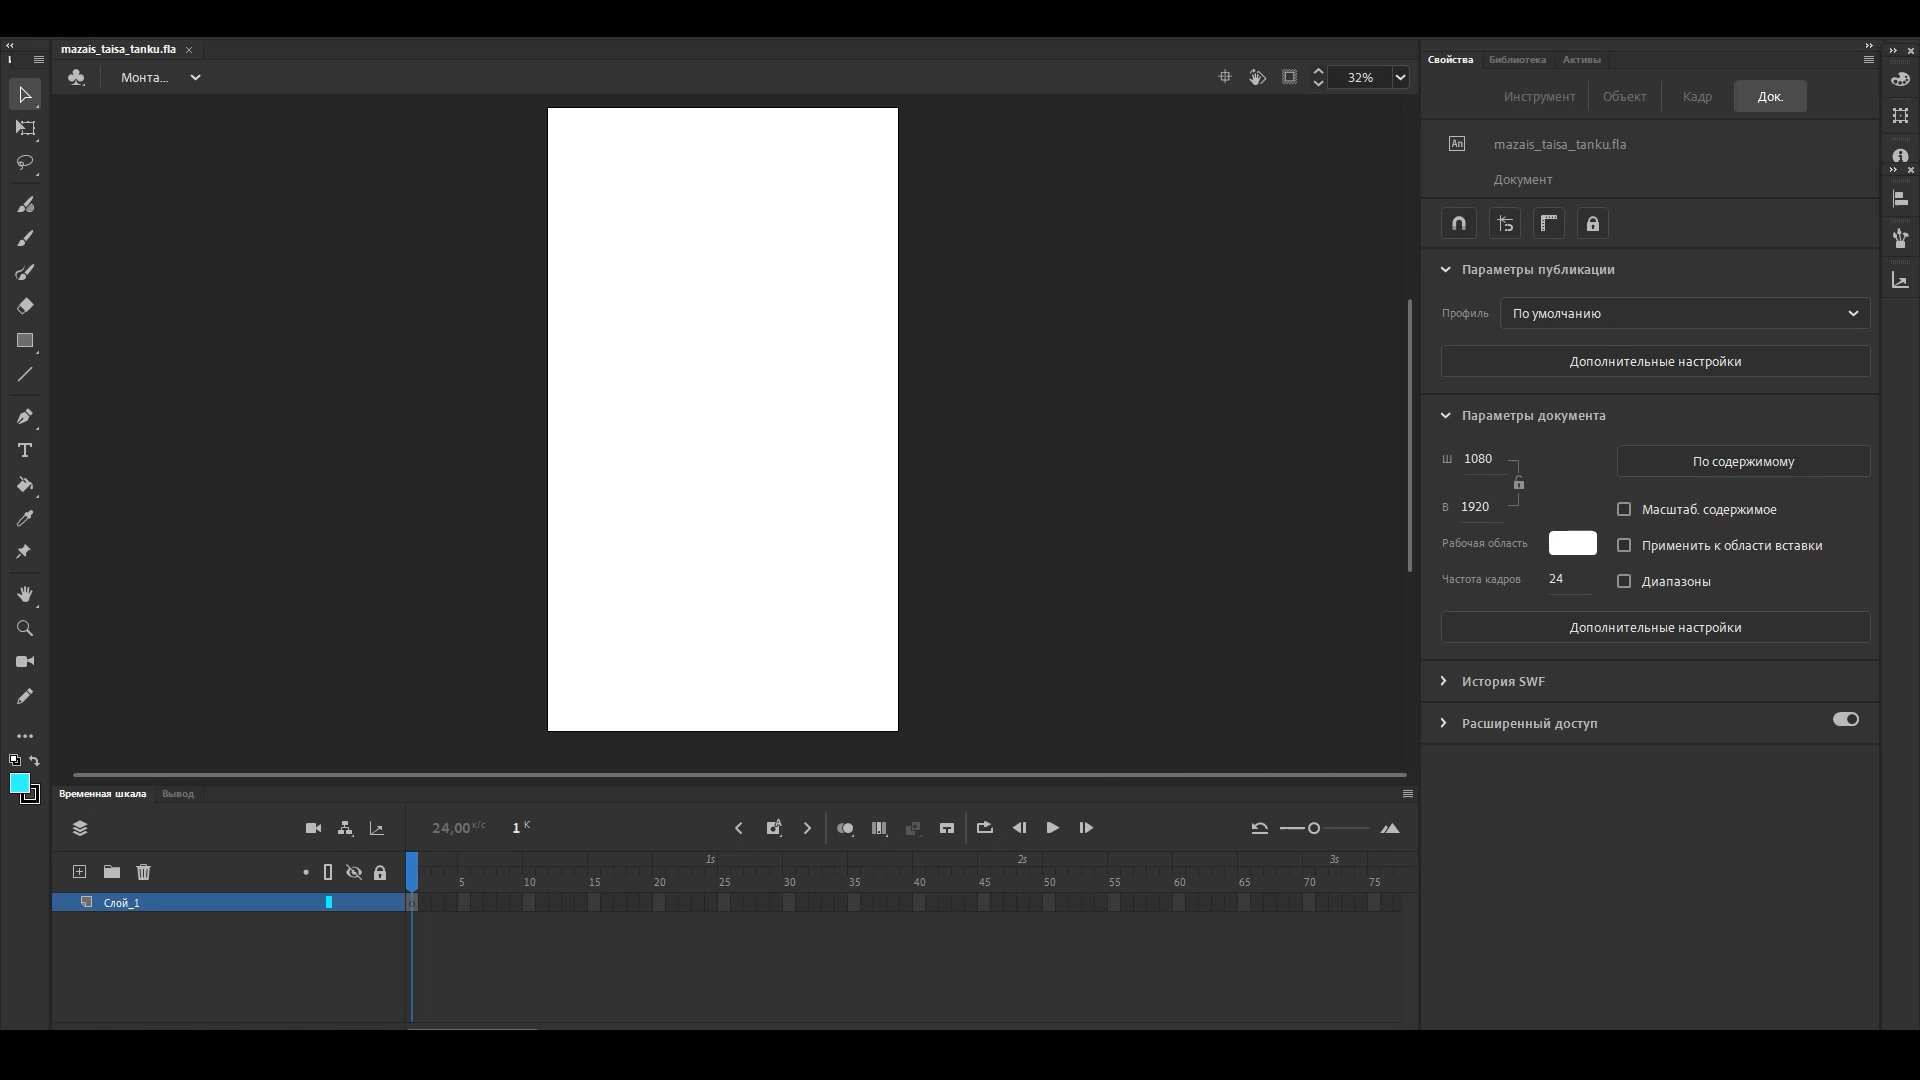 mazais_taisa_tanku.fla
Монта...
32%
Свойства
Библиотека
Активы
Инструмент
Объект
Кадр
Док.
An
mazais_taisa_tanku.fla
Документ
Параметры публикации
Профиль
По умолчанию
Дополнительные настройки
Параметры документа
Ш 1080
По содержимому
В 1920
Масштаб. содержимое
Рабочая область
Применить к области вставки
Частота кадров 24
Диапазоны
Дополнительные настройки
История SWF
Расширенный доступ
Временная шкала
Вывод
24,00 к/с
1 К
1s 2s 3s
5 10 15 20 25 30 35 40 45 50 55 60 65 70 75
Слой_1